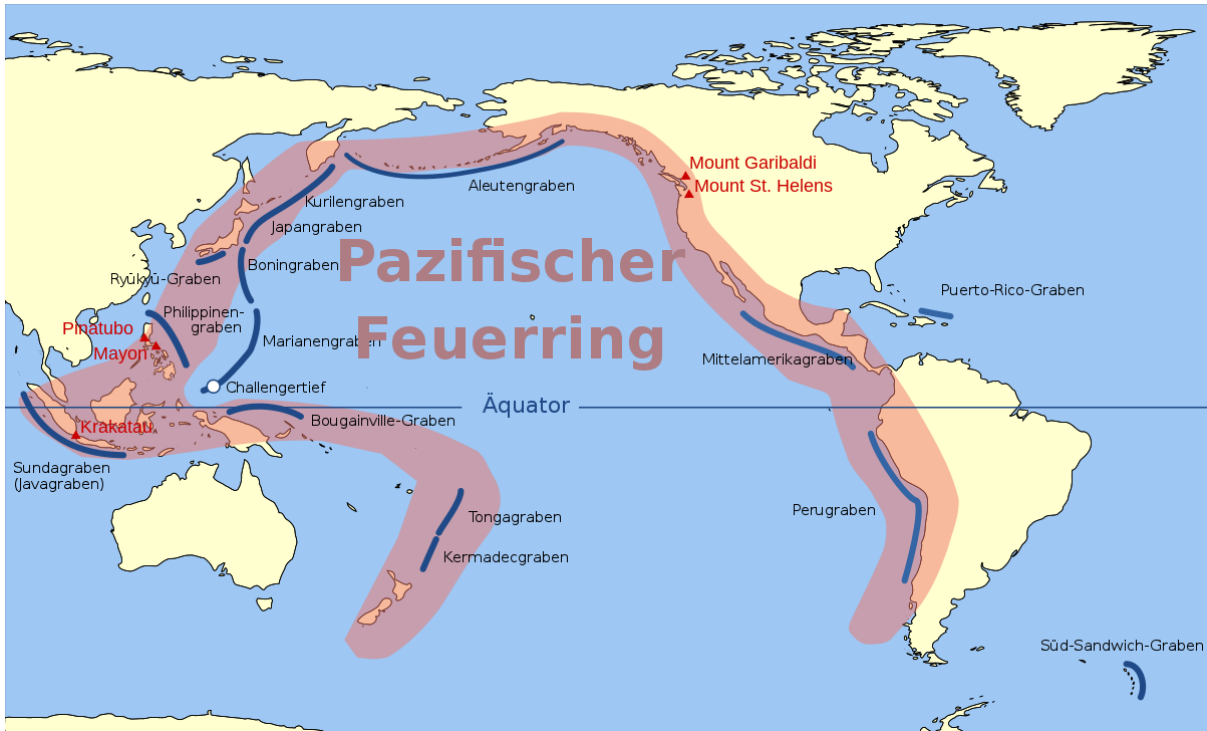 Mount Garibaldi
Mount St. Helens
Aleutengraben
Kurilengraben
Japangraben
Pazifischer
Feuerring
Boningraben
Ryūkyū-Graben
Puerto-Rico-Graben
Philippinen-
graben
Pinatubo
Mayon
Marianengraben
Mittelamerikagraben
Challengertief
Äquator
Bougainville-Graben
Krakatau
Sundagraben
(Javagraben)
Perugraben
Tongagraben
Kermadecgraben
Süd-Sandwich-Graben